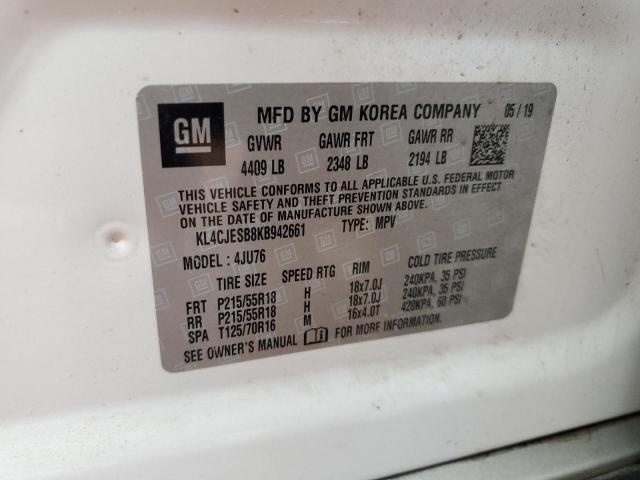 GM MFD BY GM KOREA COMPANY 05/19
GVWR GAWR FRT GAWR RR
4409 LB 2348 LB 2194 LB
THIS VEHICLE CONFORMS TO ALL APPLICABLE U.S. FEDERAL MOTOR
VEHICLE SAFETY AND THEFT PREVENTION STANDARDS IN EFFECT
ON THE DATE OF MANUFACTURE SHOWN ABOVE.
KL4CJESB8KB942661 TYPE: MPV
MODEL: 4JU76
TIRE SIZE SPEED RTG RIM COLD TIRE PRESSURE
FRT P215/55R18 H 18x7.0J 240KPA, 35 PSI
RR P215/55R18 H 18x7.0J 240KPA, 35 PSI
SPA T125/70R16 M 16x4.0T 420KPA, 60 PSI
SEE OWNER'S MANUAL FOR MORE INFORMATION.